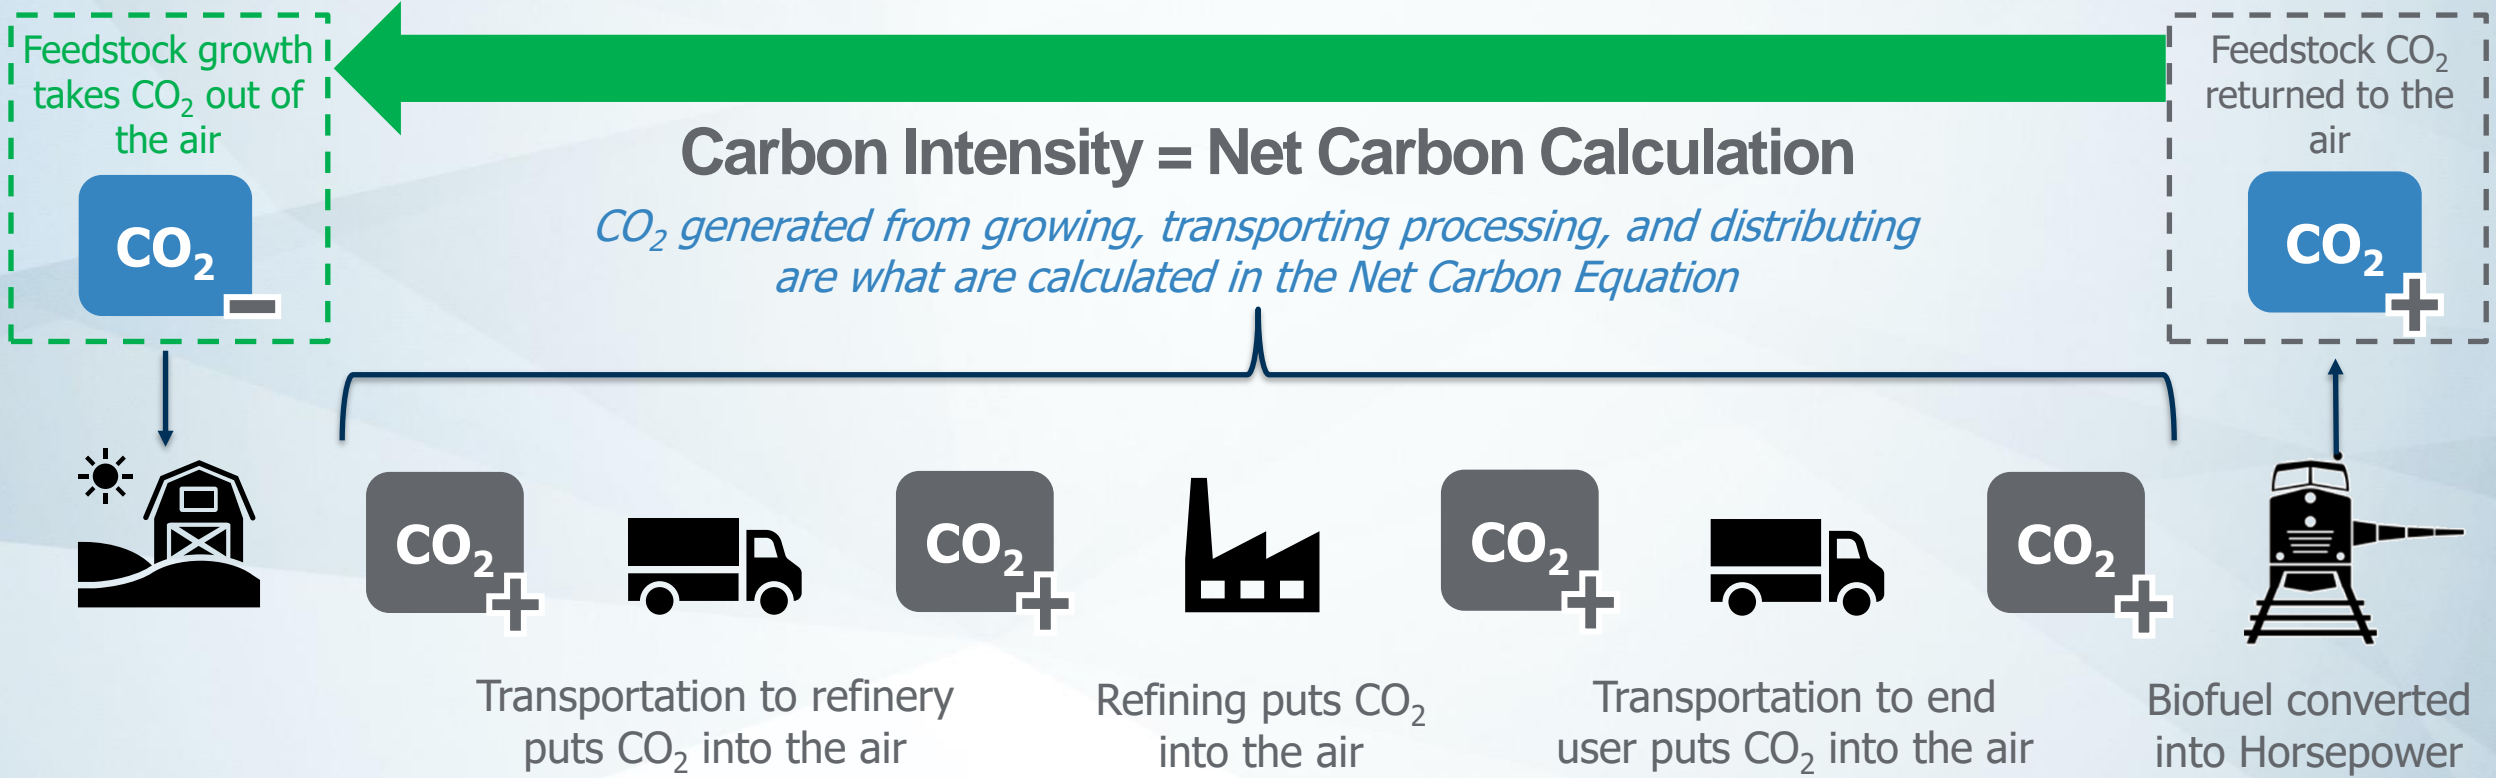 Feedstock growth
takes CO₂ out of
the air
CO₂
Carbon Intensity = Net Carbon Calculation
CO₂ generated from growing, transporting processing, and distributing
are what are calculated in the Net Carbon Equation
Feedstock CO₂
returned to the
air
CO₂
CO₂
CO₂
CO₂
CO₂
Transportation to refinery
puts CO₂ into the air
Refining puts CO₂
into the air
Transportation to end
user puts CO₂ into the air
Biofuel converted
into Horsepower